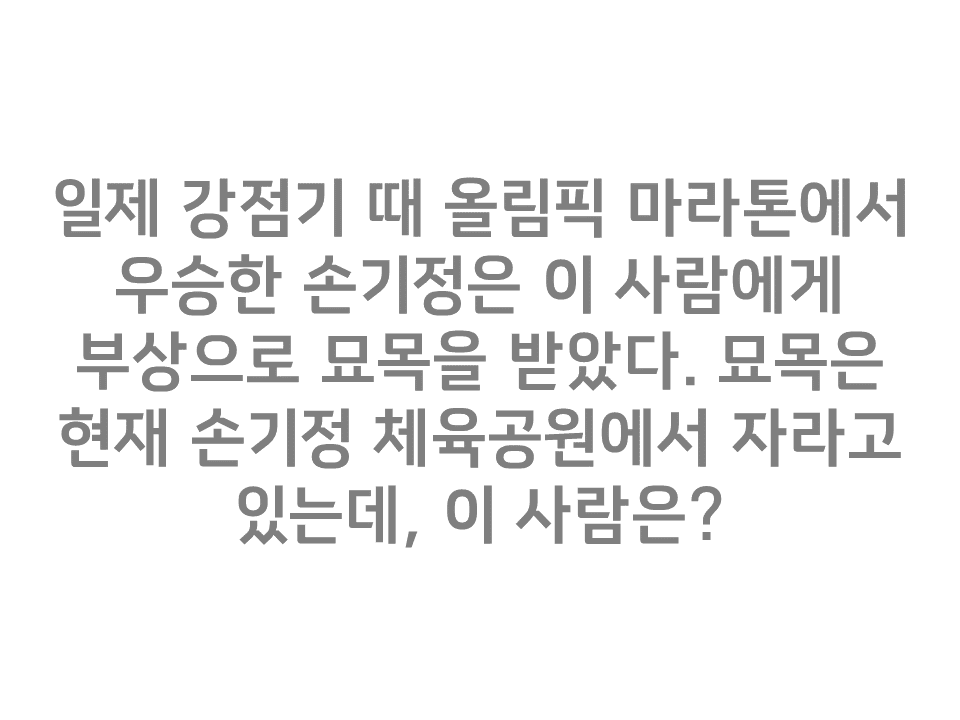 일제 강점기 때 올림픽 마라톤에서
우승한 손기정은 이 사람에게
부상으로 묘목을 받았다. 묘목은
현재 손기정 체육공원에서 자라고
있는데, 이 사람은?